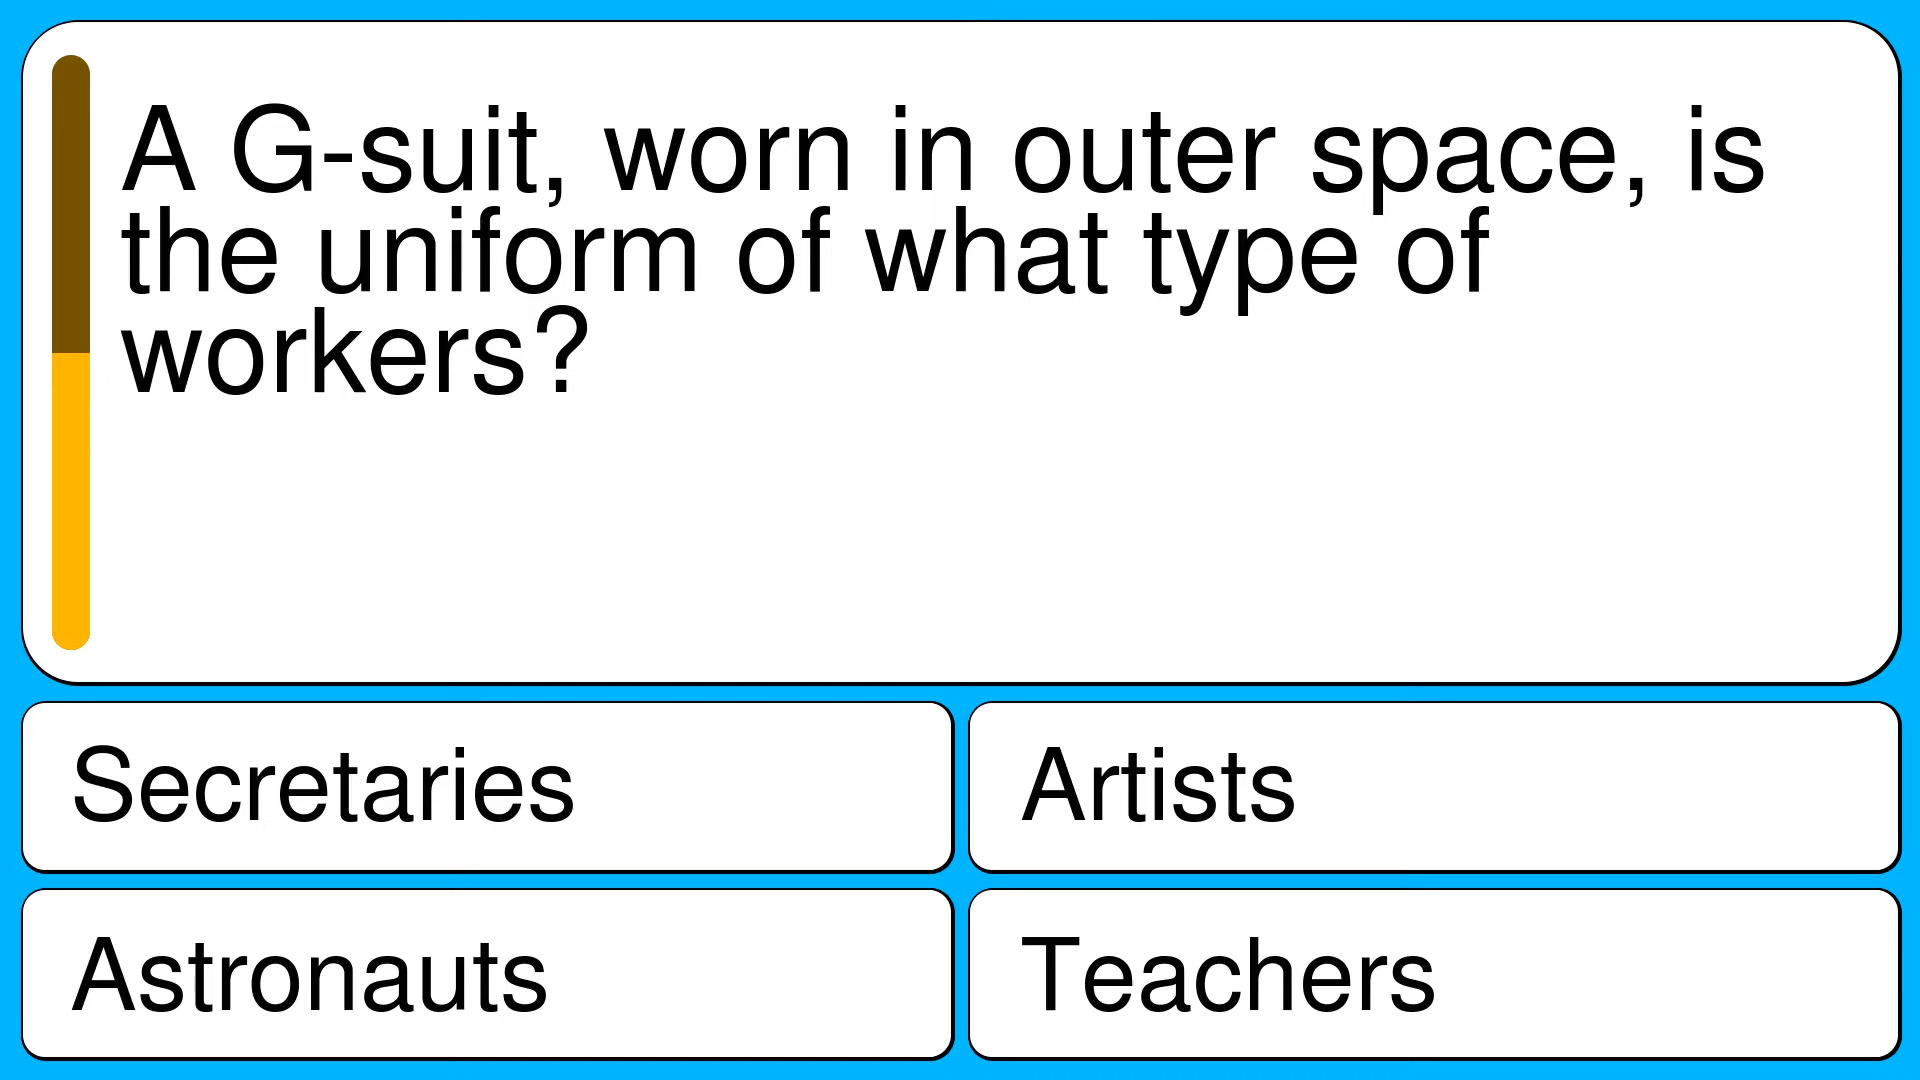 A G-suit, worn in outer space, is
the uniform of what type of
workers?
Secretaries
Artists
Astronauts
Teachers